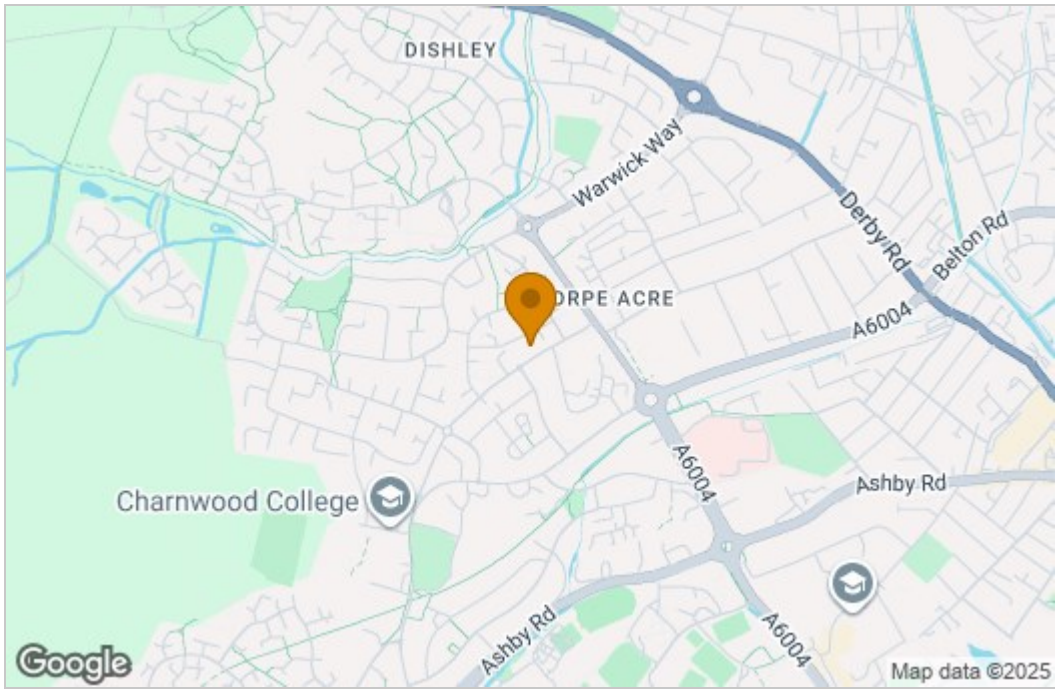 DISHLEY
Warwick Way
Derby Rd
Belton Rd
ORPE ACRE
A6004
A6004
Ashby Rd
Charnwood College
Ashby Rd
A6004
Google
Map data ©2025